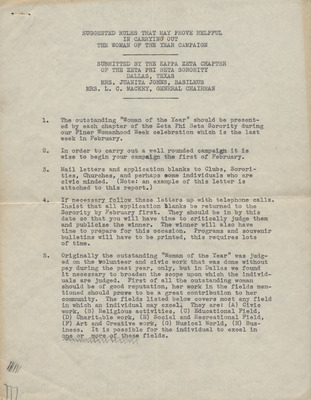 SUGGESTED RULES THAT MAY PROVE HELPFUL
IN CARRYING OUT
THE WOMAN OF THE YEAR CAMPAIGN
SUBMITTED BY THE KAPPA ZETA CHAPTER
OF THE ZETA PHI BETA SORORITY
DALLAS, TEXAS
MRS. JUANITA JOHNS, BASILEUS
MRS. L. C. MACKEY, GENERAL CHAIRMAN
1. The outstanding "Woman of the Year" should be present-
ed by each chapter of the Zeta Phi Beta Sorority during
our Finer Womanhood Week celebration which is the last
week in February.
2. In order to carry out a well rounded campaign it is
wise to begin your campaign the first of February.
3. Mail letters and application blanks to Clubs, Sorori-
ties, Churches, and perhaps some individuals who are
civic minded. (Note: an example of this letter is
attached to this report.)
4. If necessary follow these letters up with telephone calls.
Insist that all application blanks be returned to the
Sorority by February first. They should be in by this
date so that you will have time to critically judge them
and publicize the winner. The winner will also have
time to prepare for this occasion. Programs and souvenir
bulletins will have to be printed, this requires lots
of time.
5. Originally the outstanding "Woman of the Year" was judg-
ed on the volunteer and civic work that was done without
pay during the past year, only, but in Dallas we found
it necessary to broaden the scope upon which the individ-
uals are judged. First of all the outstanding woman
should be of good reputation, her work in the fields men-
tioned should prove to be a great contribution to her
community. The fields listed below covers most any field
in which an individual may excel. They are: (A) Civic
work, (B) Religious activities, (C) Educational Field,
(D) Charitable work, (E) Social and Recreational Field,
(F) Art and Creative work, (G) Musical World, (H) Bus-
iness. It is possible for the individual to excel in
one or more of these fields.